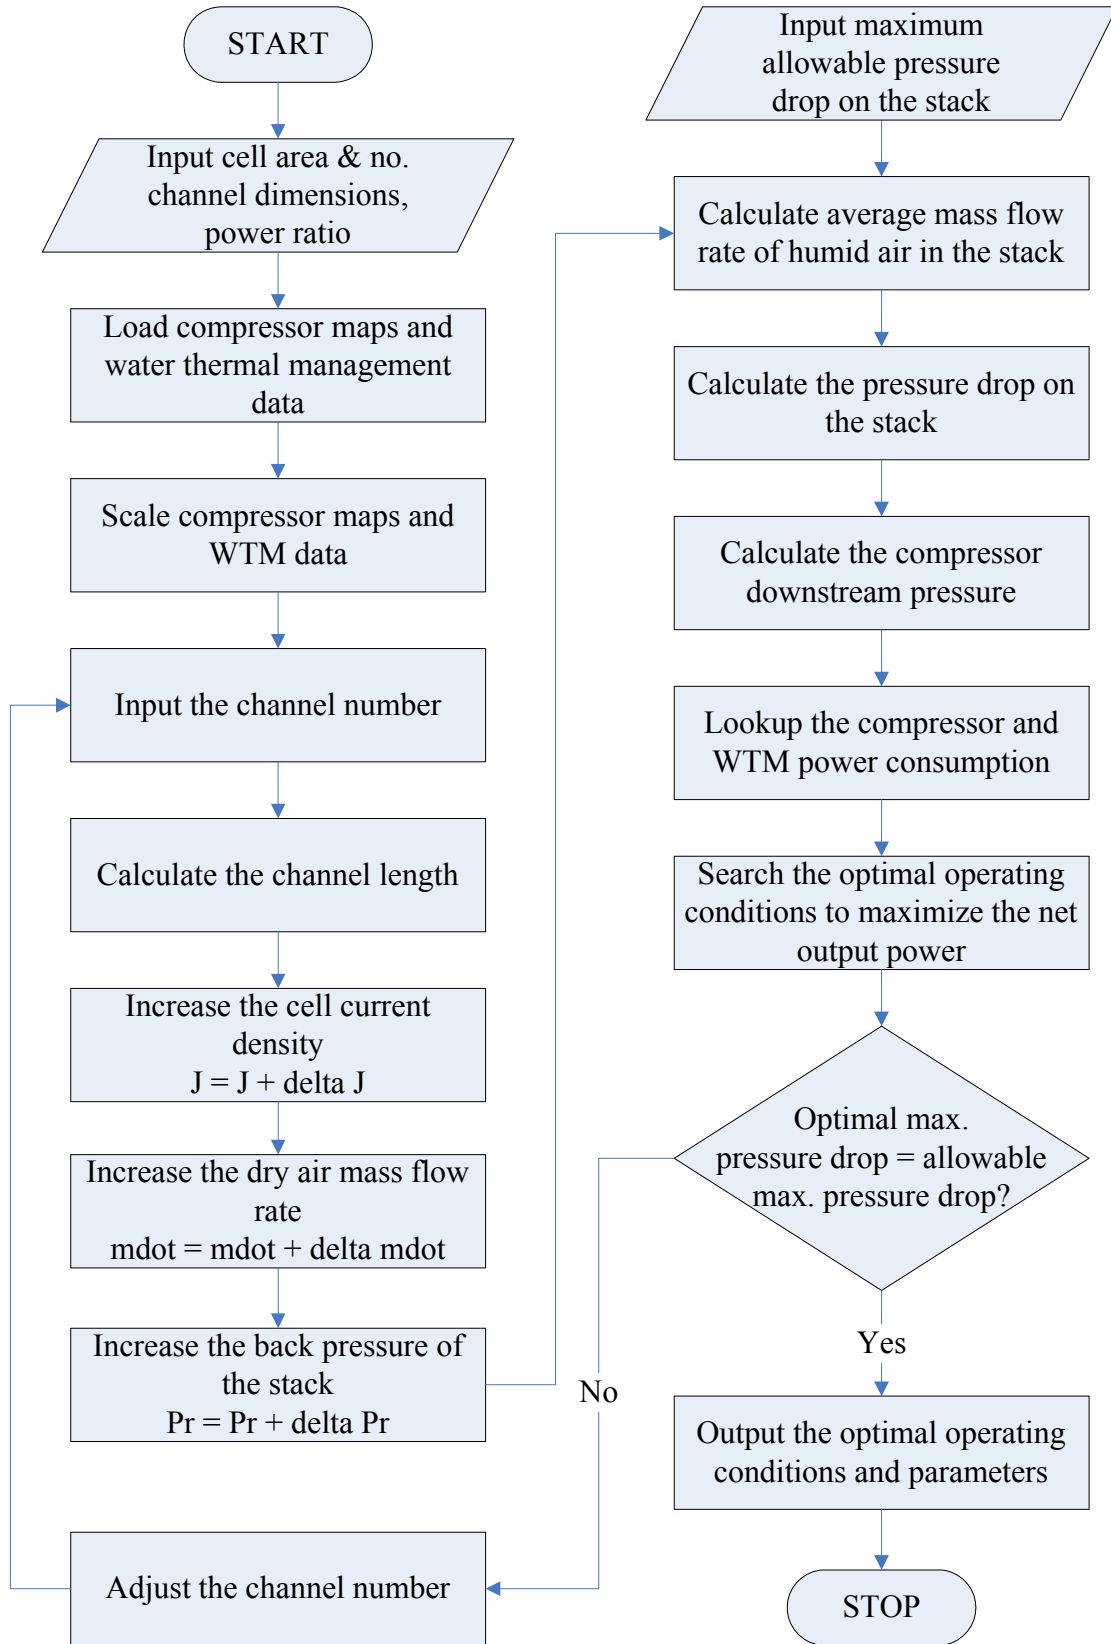 START
Input cell area & no.
channel dimensions,
power ratio
Load compressor maps and
water thermal management
data
Scale compressor maps and
WTM data
Input the channel number
Calculate the channel length
Increase the cell current
density
J = J + delta J
Increase the dry air mass flow
rate
mdot = mdot + delta mdot
Increase the back pressure of
the stack
Pr = Pr + delta Pr
Adjust the channel number
Input maximum
allowable pressure
drop on the stack
Calculate average mass flow
rate of humid air in the stack
Calculate the pressure drop on
the stack
Calculate the compressor
downstream pressure
Lookup the compressor and
WTM power consumption
Search the optimal operating
conditions to maximize the net
output power
Optimal max.
pressure drop = allowable
max. pressure drop?
No
Yes
Output the optimal operating
conditions and parameters
STOP